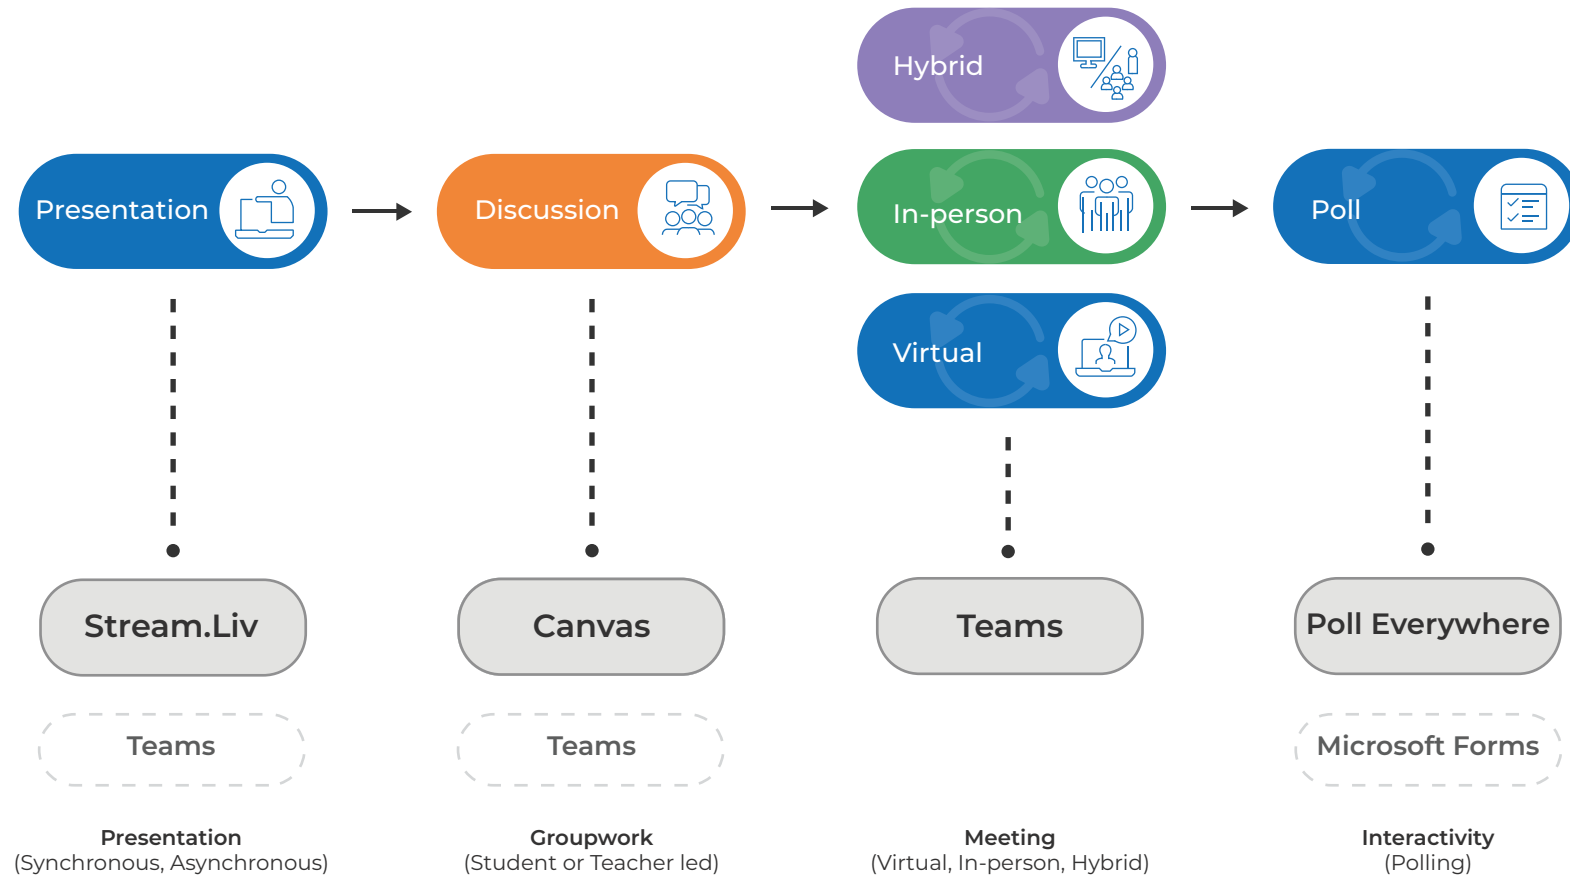 Hybrid
Presentation
Discussion
In-person
Poll
Virtual
Stream.Liv
Canvas
Teams
Poll Everywhere
Teams
Teams
Microsoft Forms
Presentation
(Synchronous, Asynchronous)
Groupwork
(Student or Teacher led)
Meeting
(Virtual, In-person, Hybrid)
Interactivity
(Polling)